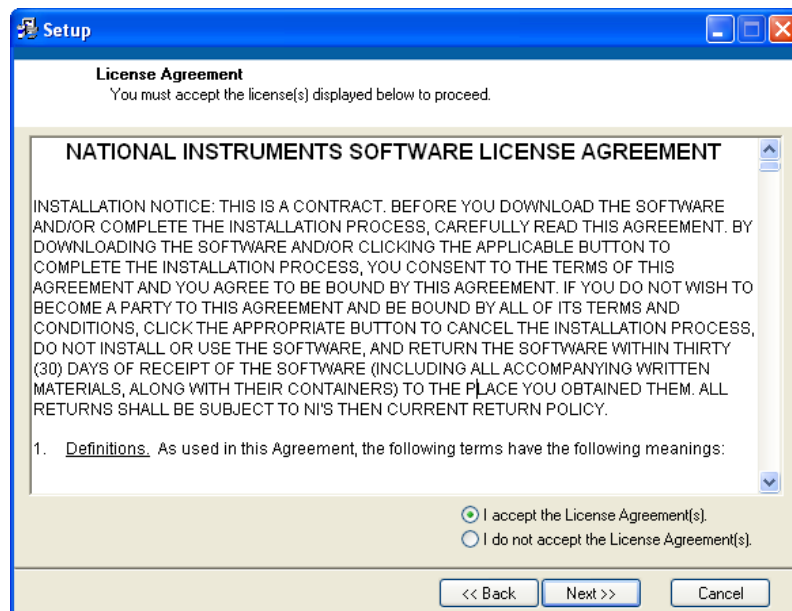 Setup
License Agreement
You must accept the license(s) displayed below to proceed.
NATIONAL INSTRUMENTS SOFTWARE LICENSE AGREEMENT
INSTALLATION NOTICE: THIS IS A CONTRACT. BEFORE YOU DOWNLOAD THE SOFTWARE
AND/OR COMPLETE THE INSTALLATION PROCESS, CAREFULLY READ THIS AGREEMENT. BY
DOWNLOADING THE SOFTWARE AND/OR CLICKING THE APPLICABLE BUTTON TO
COMPLETE THE INSTALLATION PROCESS, YOU CONSENT TO THE TERMS OF THIS
AGREEMENT AND YOU AGREE TO BE BOUND BY THIS AGREEMENT. IF YOU DO NOT WISH TO
BECOME A PARTY TO THIS AGREEMENT AND BE BOUND BY ALL OF ITS TERMS AND
CONDITIONS, CLICK THE APPROPRIATE BUTTON TO CANCEL THE INSTALLATION PROCESS,
DO NOT INSTALL OR USE THE SOFTWARE, AND RETURN THE SOFTWARE WITHIN THIRTY
(30) DAYS OF RECEIPT OF THE SOFTWARE (INCLUDING ALL ACCOMPANYING WRITTEN
MATERIALS, ALONG WITH THEIR CONTAINERS) TO THE PLACE YOU OBTAINED THEM. ALL
RETURNS SHALL BE SUBJECT TO NI'S THEN CURRENT RETURN POLICY.
1. Definitions. As used in this Agreement, the following terms have the following meanings:
I accept the License Agreement(s).
I do not accept the License Agreement(s).
<< Back Next >> Cancel